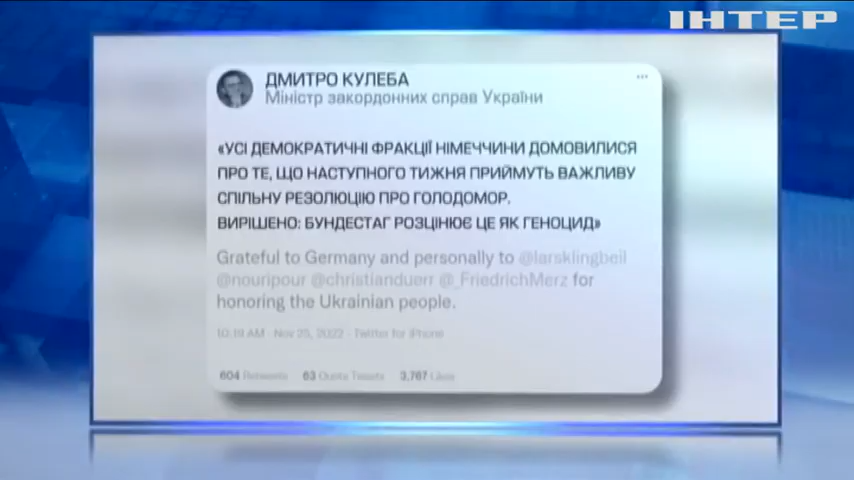 ІНТЕР
ДМИТРО КУЛЕБА
Міністр закордонних справ України
«УСІ ДЕМОКРАТИЧНІ ФРАКЦІЇ НІМЕЧЧИНИ ДОМОВИЛИСЯ
ПРО ТЕ, ЩО НАСТУПНОГО ТИЖНЯ ПРИЙМУТЬ ВАЖЛИВУ
СПІЛЬНУ РЕЗОЛЮЦІЮ ПРО ГОЛОДОМОР.
ВИРІШЕНО: БУНДЕСТАГ РОЗЦІНЮЄ ЦЕ ЯК ГЕНОЦИД»
Grateful to Germany and personally to @larsklingbeil
@nouripour @christianduerr @_FriedrichMerz for
honoring the Ukrainian people.
10:19 AM · Nov 25, 2022 · Twitter for iPhone
604 Retweets 63 Quote Tweets 3,767 Likes